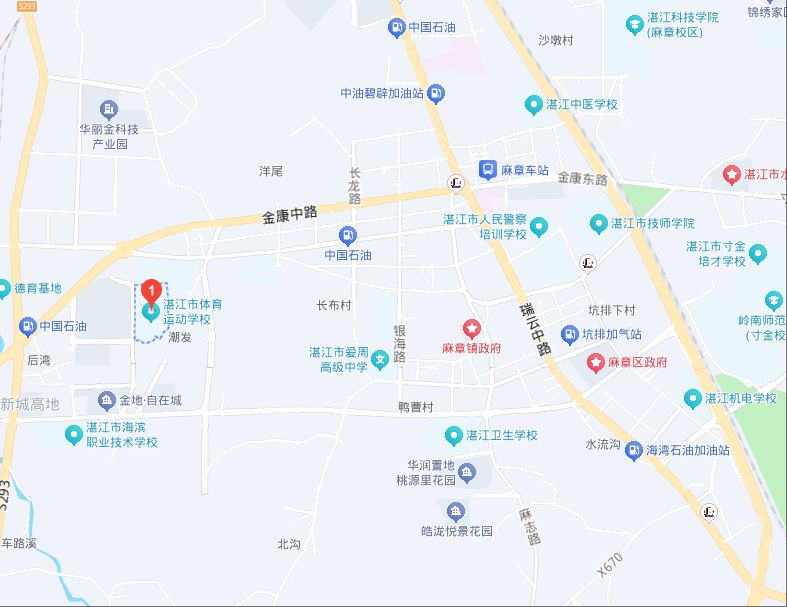 S293
中国石油
湛江科技学院
(麻章校区)
锦绣家园
沙墩村
中油碧辟加油站
湛江中医学校
华丽金科技
产业园
洋尾
长龙路
麻章车站
金康东路
湛江市水
金康中路
湛江市人民警察
培训学校
湛江市技师学院
中国石油
湛江市寸金
培才学校
德育基地
1
湛江市体育
运动学校
长布村
瑞云中路
坑排下村
岭南师范
(寸金校
中国石油
潮发
银海路
麻章镇政府
坑排加气站
后湾
湛江市爱周
高级中学
麻章区政府
新城高地
金地·自在城
鸭曹村
湛江机电学校
湛江市海滨
职业技术学校
湛江卫生学校
水流沟
海湾石油加油站
华润置地
桃源里花园
S293
皓泷悦景花园
麻志路
车路溪
北沟
X670